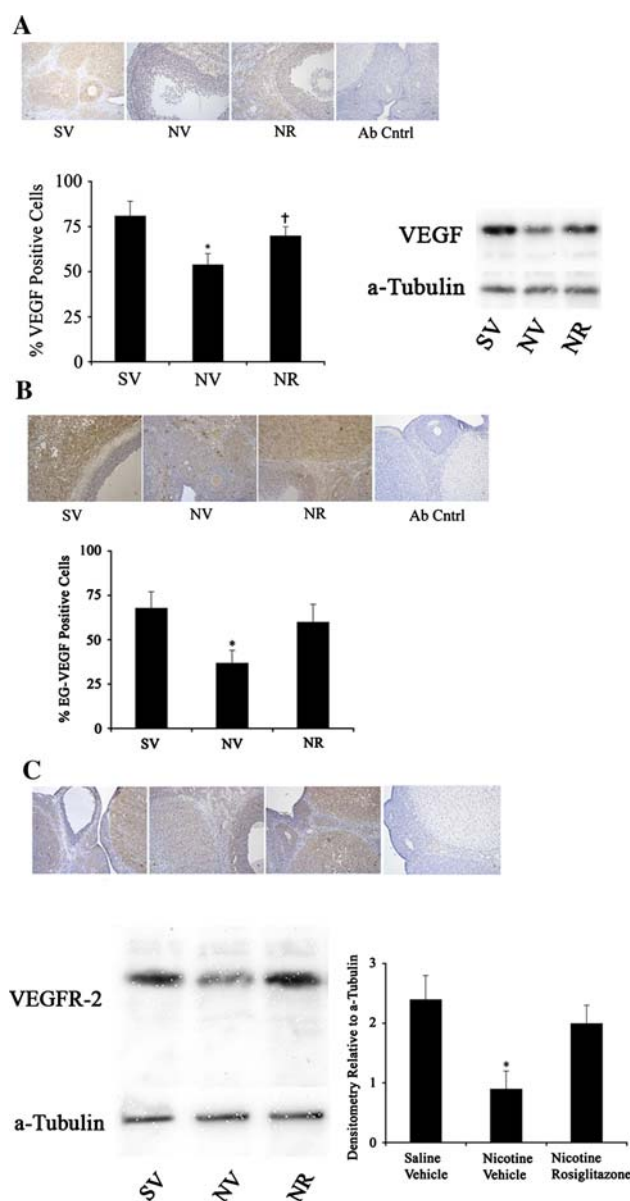 A
SV NV NR Ab Cntrl
% VEGF Positive Cells
100
75
50
25
0
*
†
SV NV NR
VEGF
a-Tubulin
SV NV NR
B
SV NV NR Ab Cntrl
% EG-VEGF Positive Cells
100
75
50
25
0
*
SV NV NR
C
VEGFR-2
a-Tubulin
SV NV NR
Densitometry Relative to a-Tubulin
3
2
1
0
*
Saline Nicotine Nicotine
Vehicle Vehicle Rosiglitazone